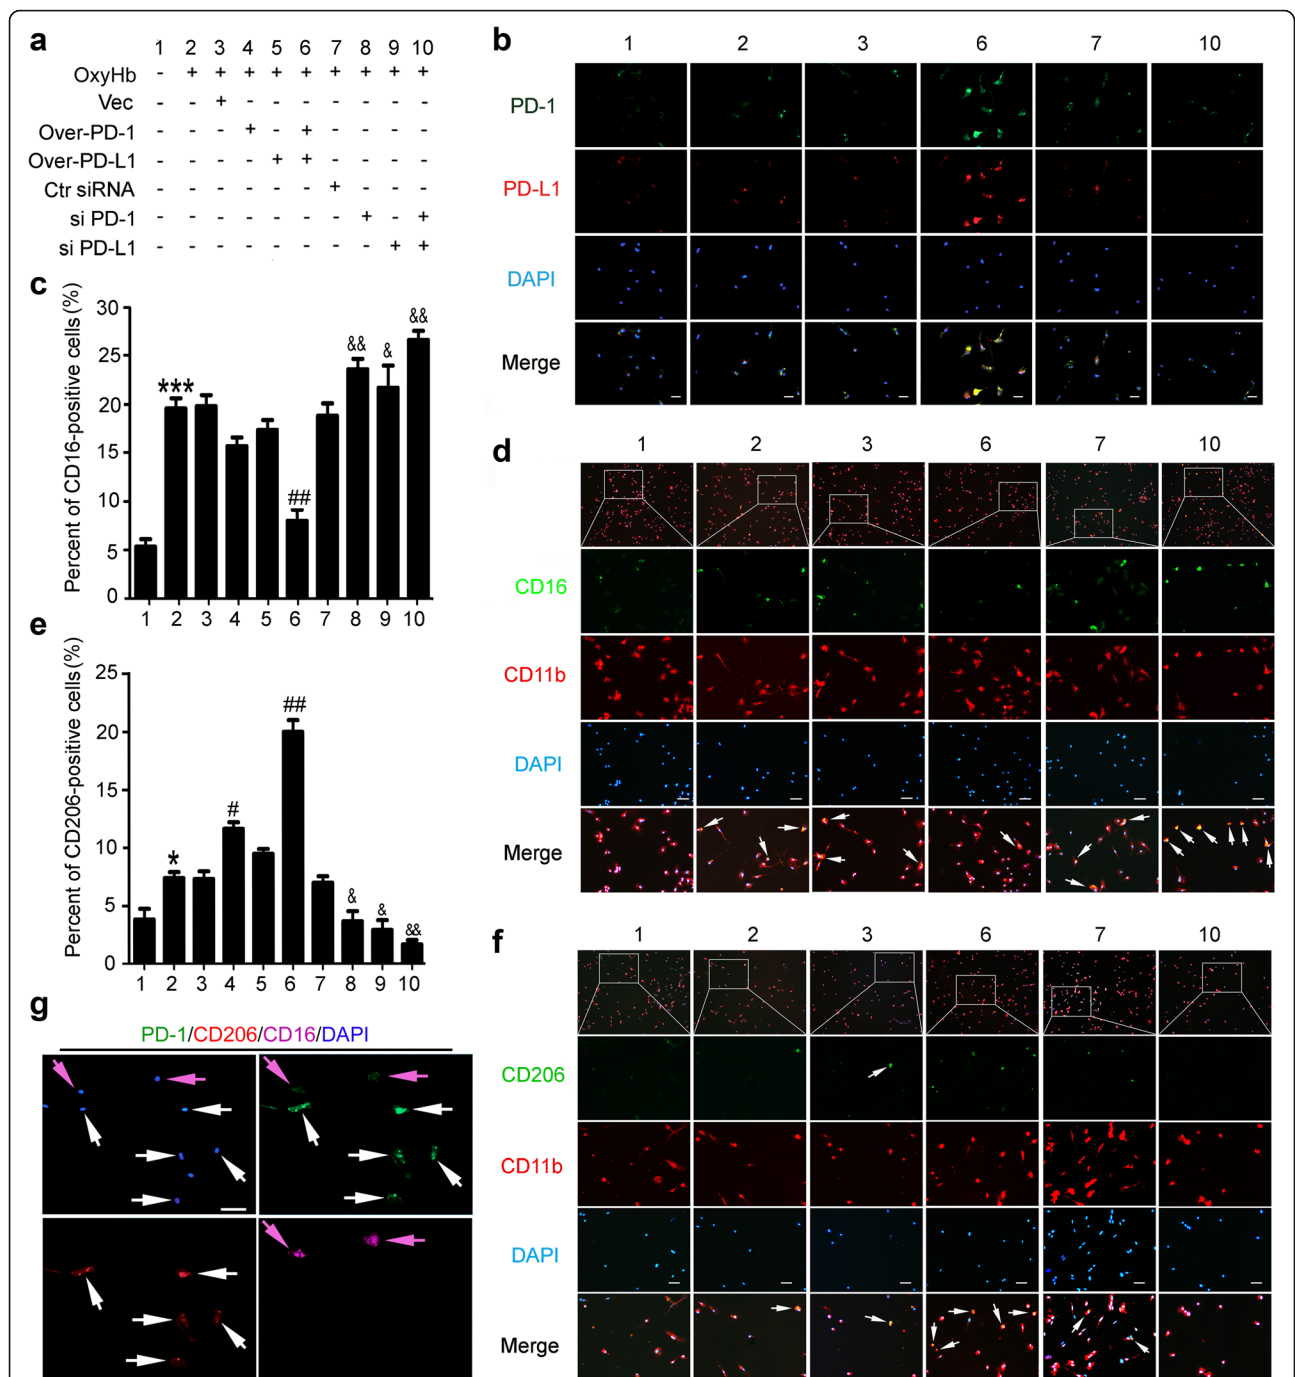 a
1 2 3 4 5 6 7 8 9 10
OxyHb - + + + + + + + + +
Vec - - + - - - - - - -
Over-PD-1 - - - + - + - - - -
Over-PD-L1 - - - - + + - - - -
Ctr siRNA - - - - - - + - - -
si PD-1 - - - - - - - + - +
si PD-L1 - - - - - - - - + +
b
1 2 3 6 7 10
PD-1
PD-L1
DAPI
Merge
c
Percent of CD16-positive cells (%)
30
25
20
15
10
5
0
*** ## && & &&
1 2 3 4 5 6 7 8 9 10
d
1 2 3 6 7 10
CD16
CD11b
DAPI
Merge
e
Percent of CD206-positive cells (%)
25
20
15
10
5
0
* # ## & & &&
1 2 3 4 5 6 7 8 9 10
f
1 2 3 6 7 10
CD206
CD11b
DAPI
Merge
g
PD-1/CD206/CD16/DAPI